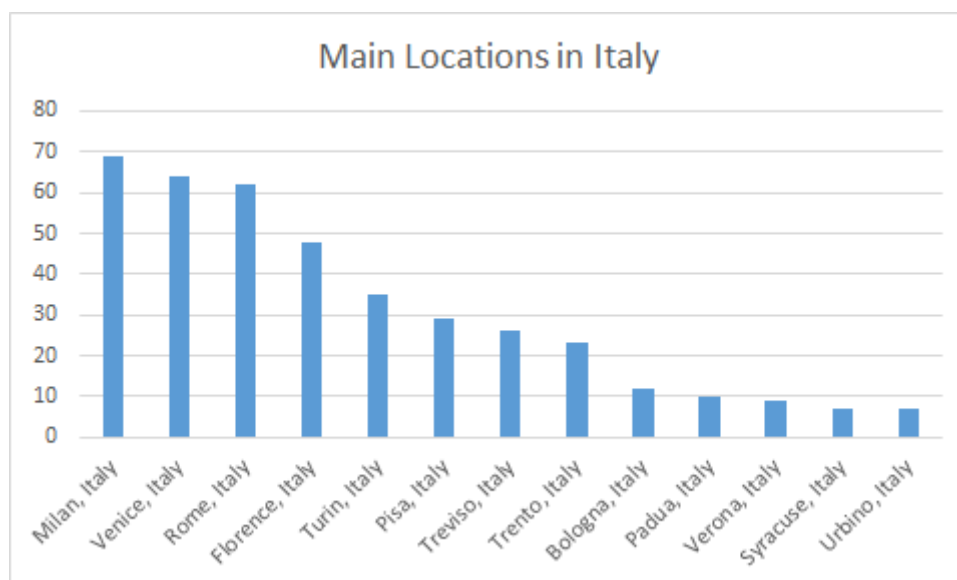 Main Locations in Italy
80
70
60
50
40
30
20
10
0
Milan, Italy
Venice, Italy
Rome, Italy
Florence, Italy
Turin, Italy
Pisa, Italy
Treviso, Italy
Trento, Italy
Bologna, Italy
Padua, Italy
Verona, Italy
Syracuse, Italy
Urbino, Italy